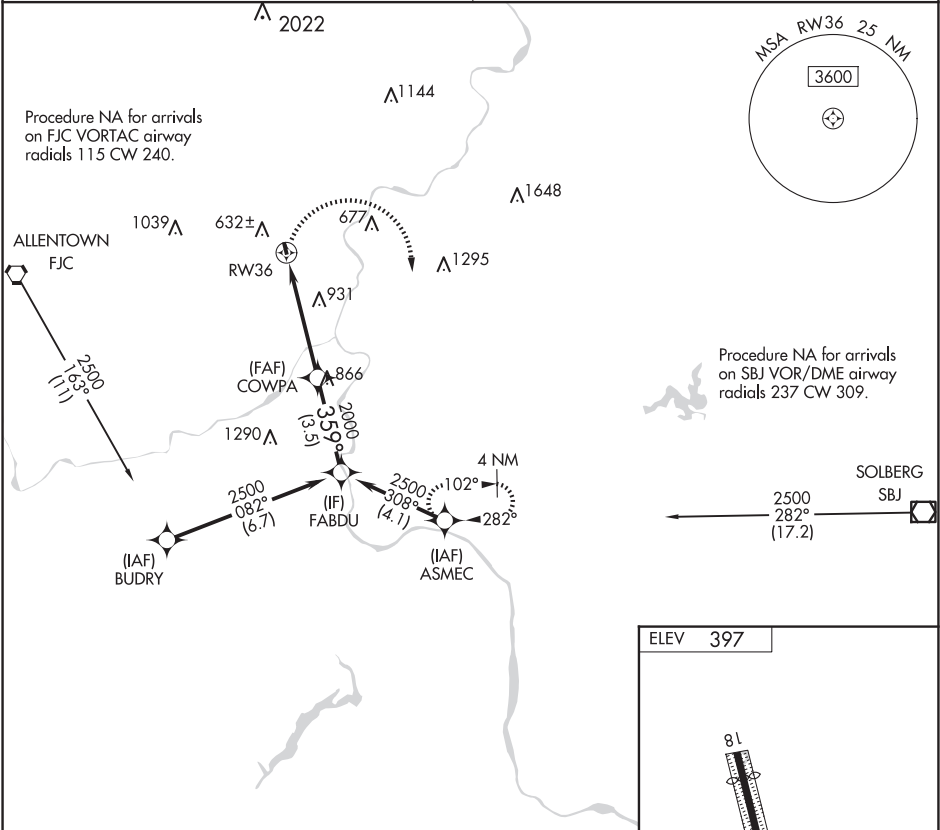 2022
MSA RW36 25 NM
3600
1144
Procedure NA for arrivals
on FJC VORTAC airway
radials 115 CW 240.
1648
1039
632±
677
ALLENTOWN
FJC
RW36
1295
931
2500
163°
(11)
(FAF)
COWPA
866
Procedure NA for arrivals
on SBJ VOR/DME airway
radials 237 CW 309.
2000
359°
(3.5)
1290
4 NM
102°
282°
SOLBERG
SBJ
2500
082°
(6.7)
(IF)
FABDU
2500
308°
(4.1)
2500
282°
(17.2)
(IAF)
BUDRY
(IAF)
ASMEC
ELEV 397
18